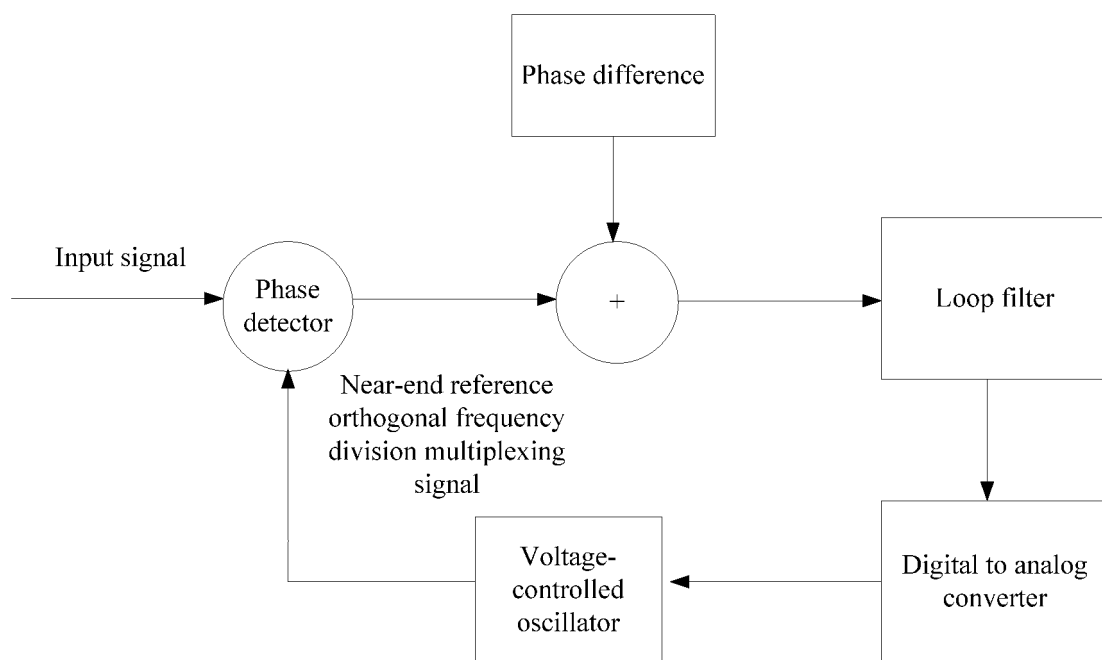 Phase difference
Input signal
Phase
detector
+
Loop filter
Near-end reference
orthogonal frequency
division multiplexing
signal
Voltage-
controlled
oscillator
Digital to analog
converter